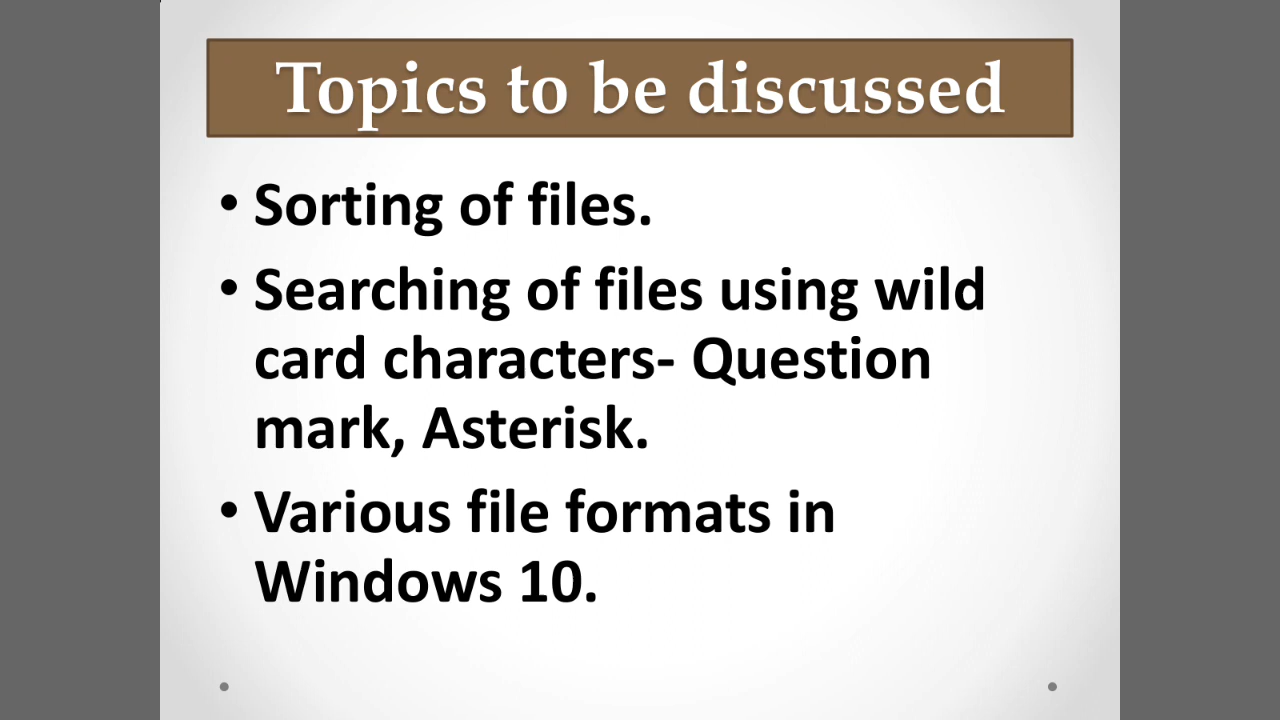 Topics to be discussed
• Sorting of files.
• Searching of files using wild
card characters- Question
mark, Asterisk.
• Various file formats in
Windows 10.